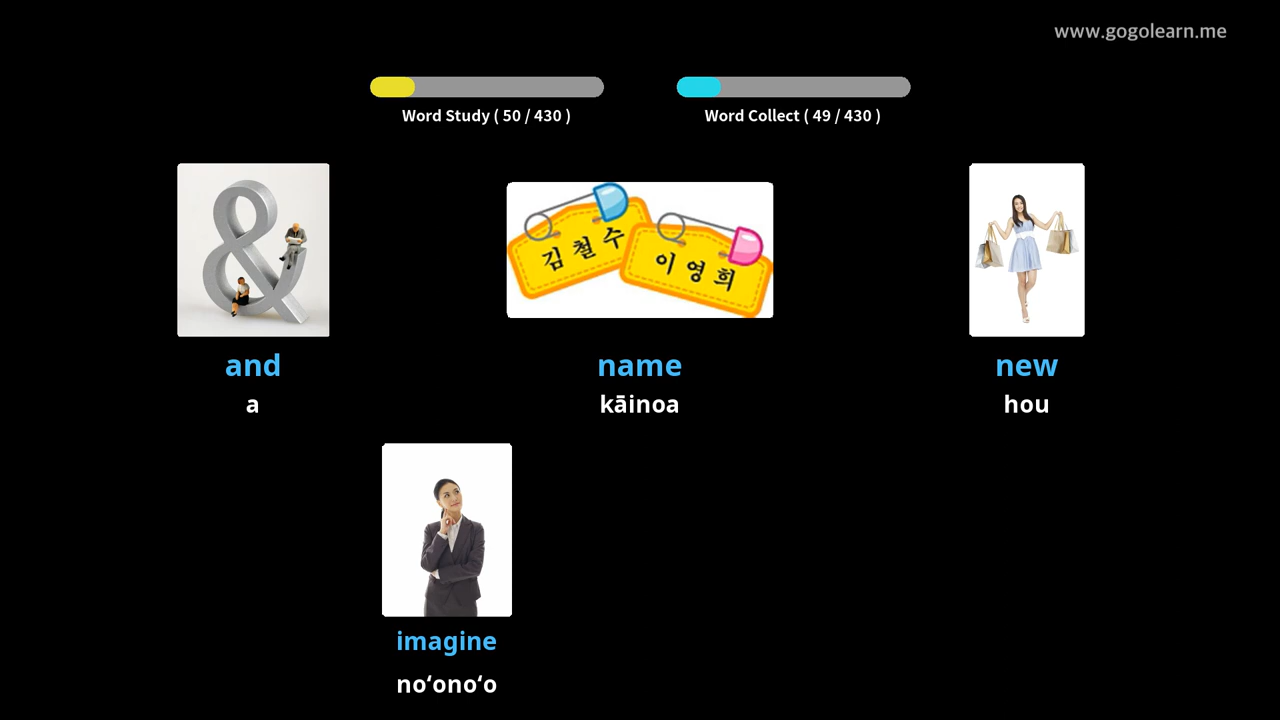 www.gogolearn.me
Word Study ( 50 / 430 )
Word Collect ( 49 / 430 )
김철수
이영희
and
name
new
a
kāinoa
hou
imagine
noʻonoʻo